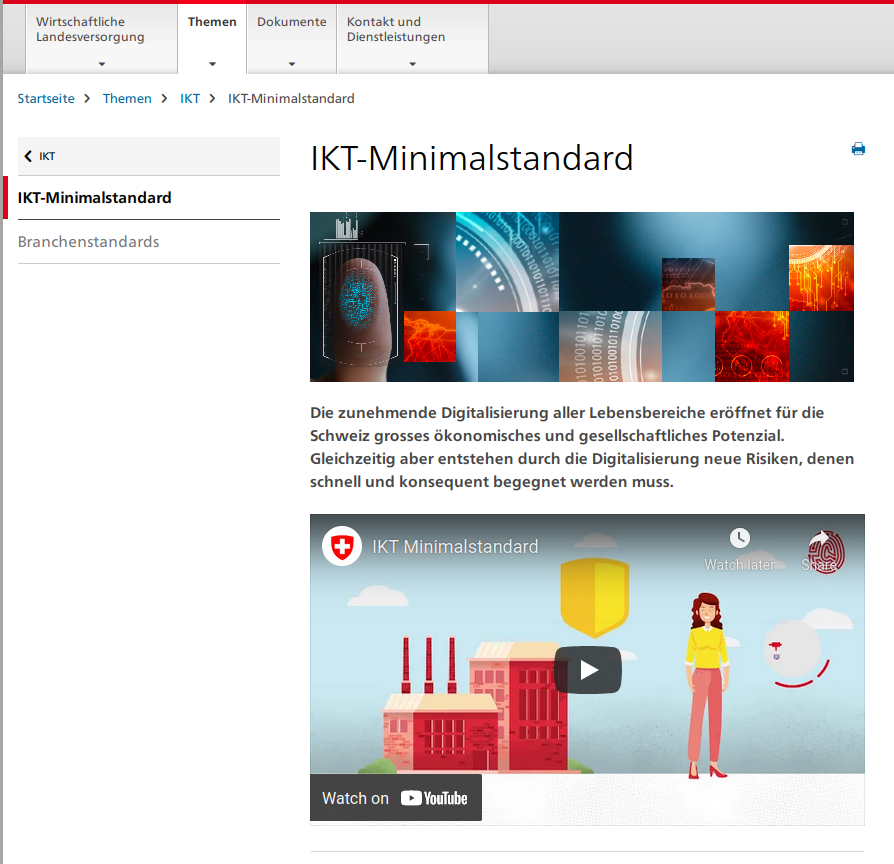 Wirtschaftliche
Landesversorgung
Themen
Dokumente
Kontakt und
Dienstleistungen
Startseite > Themen > IKT > IKT-Minimalstandard
IKT
IKT-Minimalstandard
Branchenstandards
IKT-Minimalstandard
Die zunehmende Digitalisierung aller Lebensbereiche eröffnet für die
Schweiz grosses ökonomisches und gesellschaftliches Potenzial.
Gleichzeitig aber entstehen durch die Digitalisierung neue Risiken, denen
schnell und konsequent begegnet werden muss.
IKT Minimalstandard
Watch later
Share
Watch on YouTube